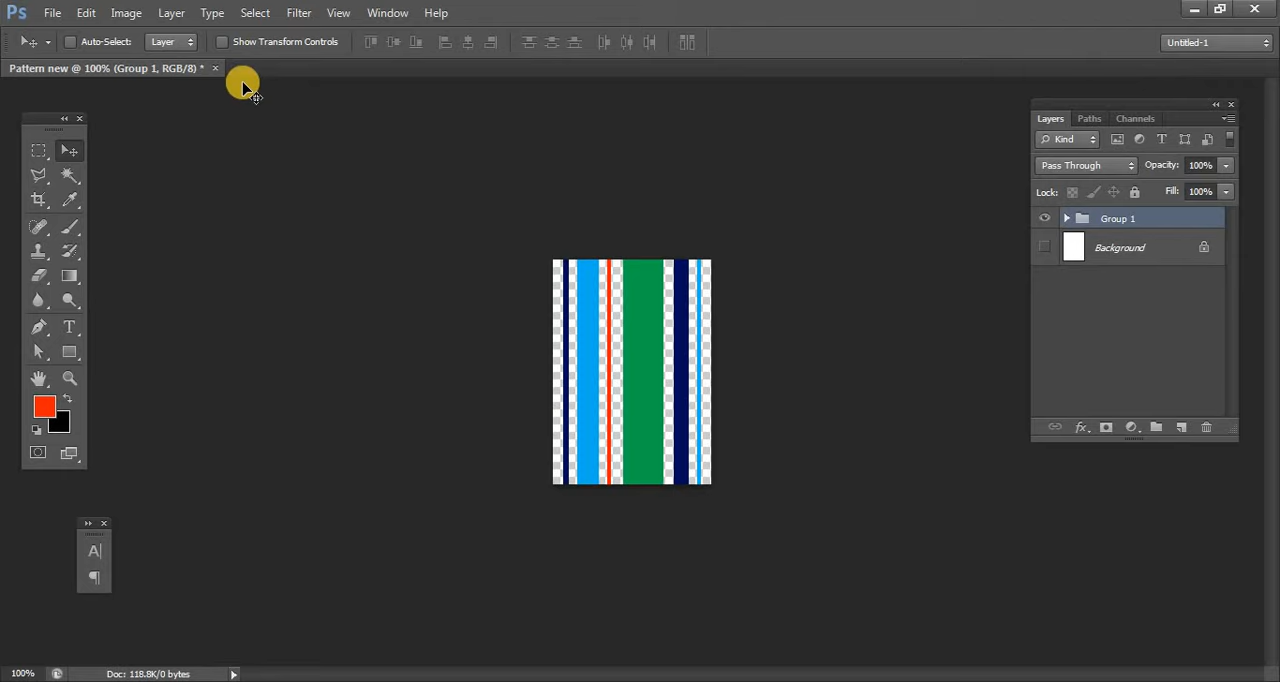 Ps File Edit Image Layer Type Select Filter View Window Help
Auto-Select: Layer Show Transform Controls Untitled-1
Pattern new @ 100% (Group 1, RGB/8) * ×
Layers Paths Channels
Kind T
Pass Through Opacity: 100%
Lock: Fill: 100%
Group 1
Background
fx
T
A
¶
100% Doc: 118.8K/0 bytes